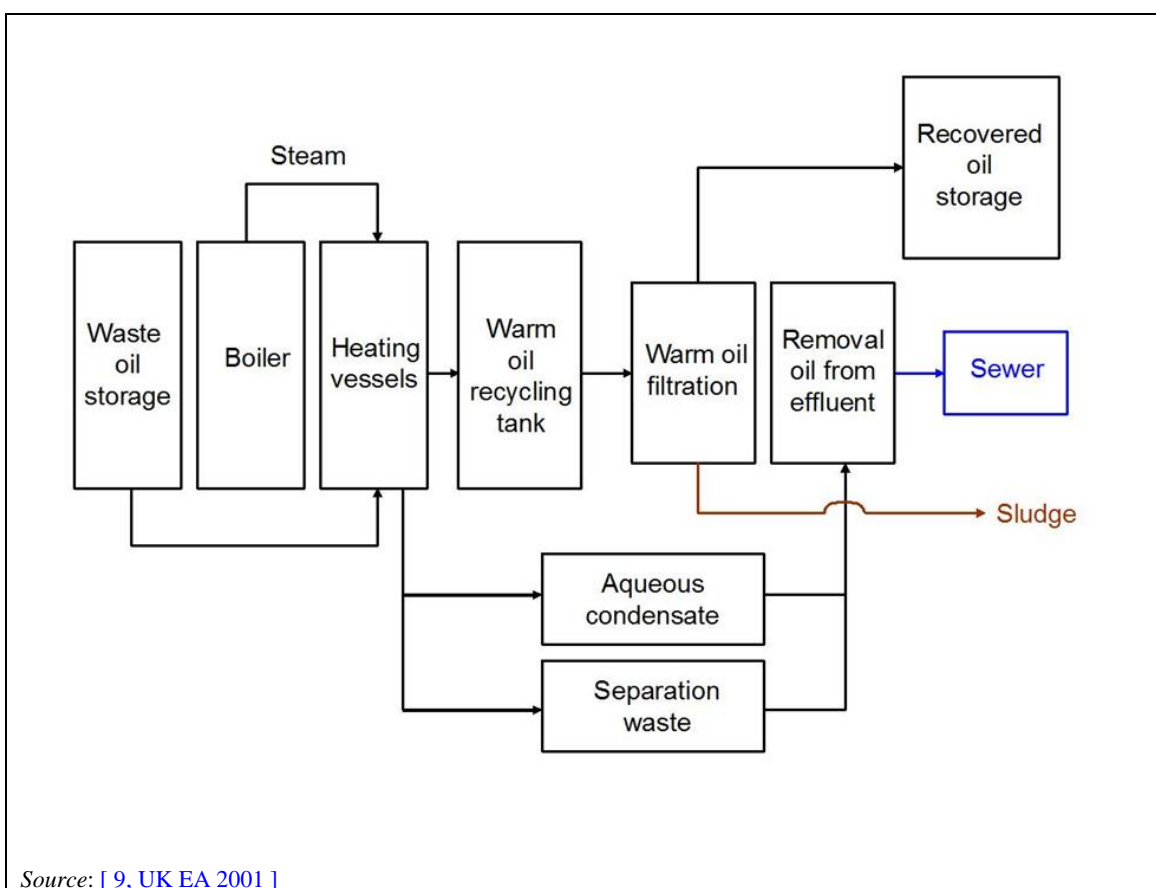 Steam
Recovered
oil
storage
Waste
oil
storage
Boiler
Heating
vessels
Warm
oil
recycling
tank
Warm oil
filtration
Removal
oil from
effluent
Sewer
Sludge
Aqueous
condensate
Separation
waste
Source: [ 9, UK EA 2001 ]